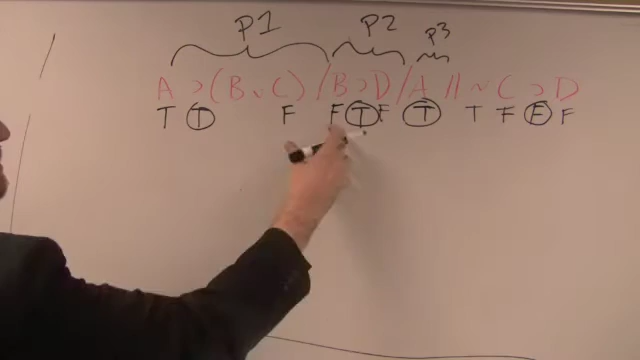 P1 P2 P3
A ⊃ (B ∨ C) / B ⊃ D / A // ~ C ⊃ D
T T F F T F T T F F F